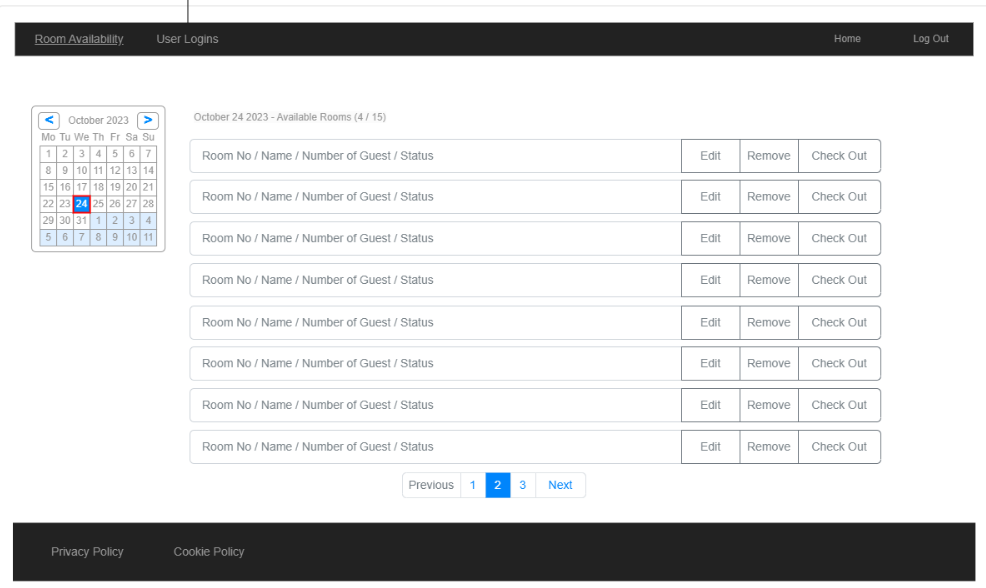 Room Availability User Logins Home Log Out
< October 2023 >
October 24 2023 - Available Rooms (4 / 15)
Mo Tu We Th Fr Sa Su
1 2 3 4 5 6 7
8 9 10 11 12 13 14
15 16 17 18 19 20 21
22 23 24 25 26 27 28
29 30 31 1 2 3 4
5 6 7 8 9 10 11
Room No / Name / Number of Guest / Status Edit Remove Check Out
Room No / Name / Number of Guest / Status Edit Remove Check Out
Room No / Name / Number of Guest / Status Edit Remove Check Out
Room No / Name / Number of Guest / Status Edit Remove Check Out
Room No / Name / Number of Guest / Status Edit Remove Check Out
Room No / Name / Number of Guest / Status Edit Remove Check Out
Room No / Name / Number of Guest / Status Edit Remove Check Out
Room No / Name / Number of Guest / Status Edit Remove Check Out
Previous 1 2 3 Next
Privacy Policy Cookie Policy